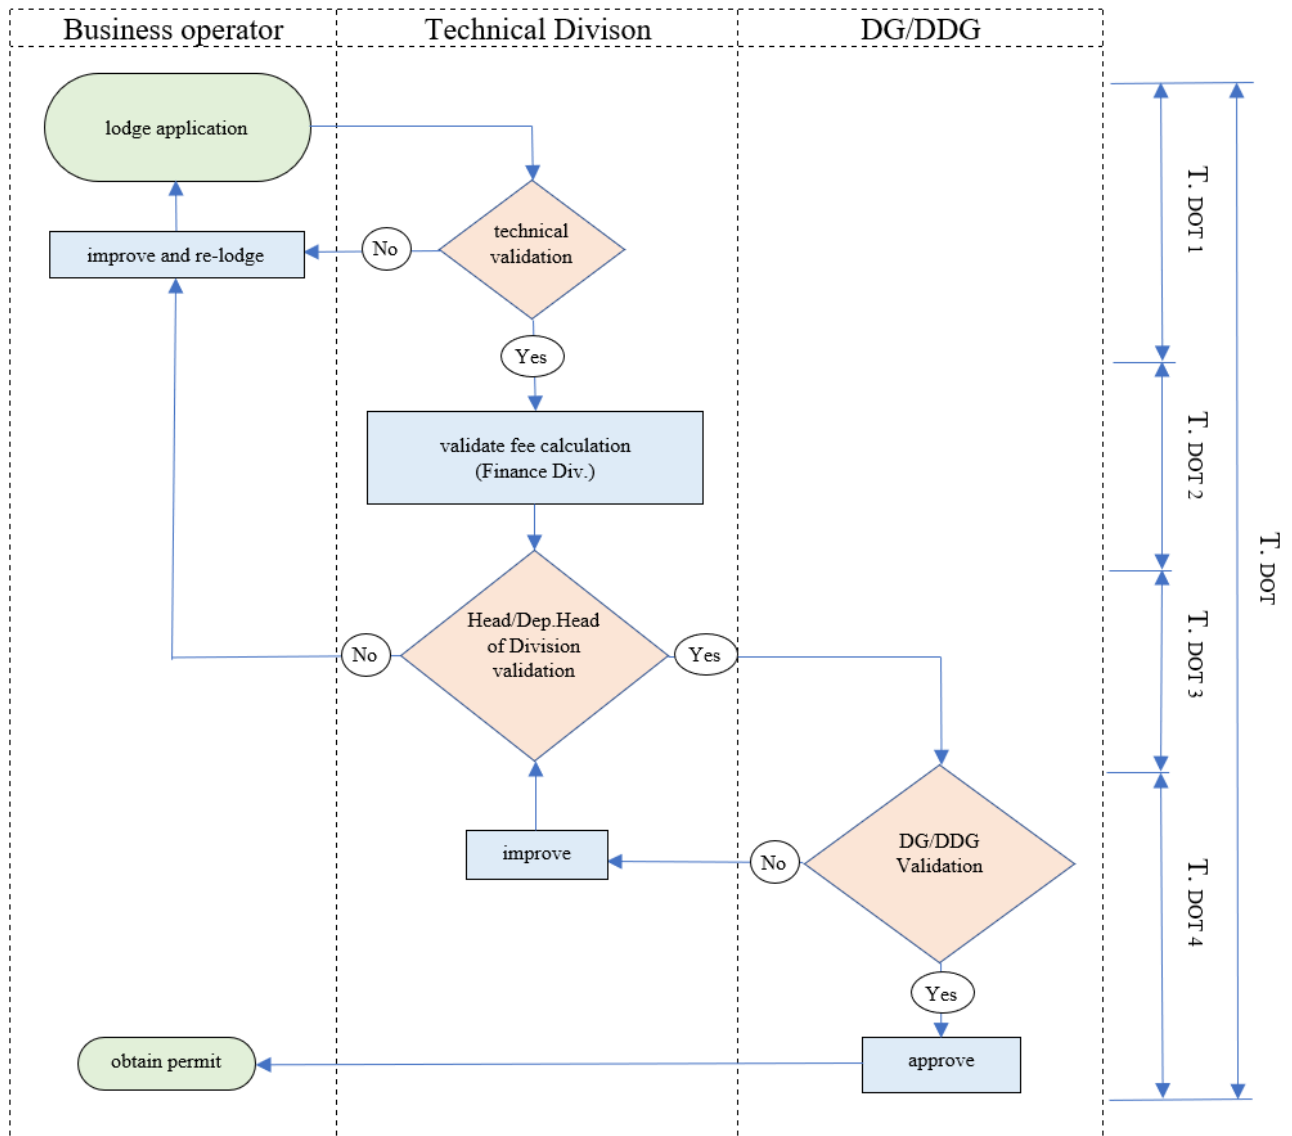 Business operator
Technical Divison
DG/DDG
lodge application
T. DOT 1
technical
validation
No
improve and re-lodge
Yes
validate fee calculation
(Finance Div.)
T. DOT 2
T. DOT
Head/Dep.Head
of Division
validation
No
Yes
T. DOT 3
DG/DDG
Validation
improve
No
T. DOT 4
Yes
obtain permit
approve